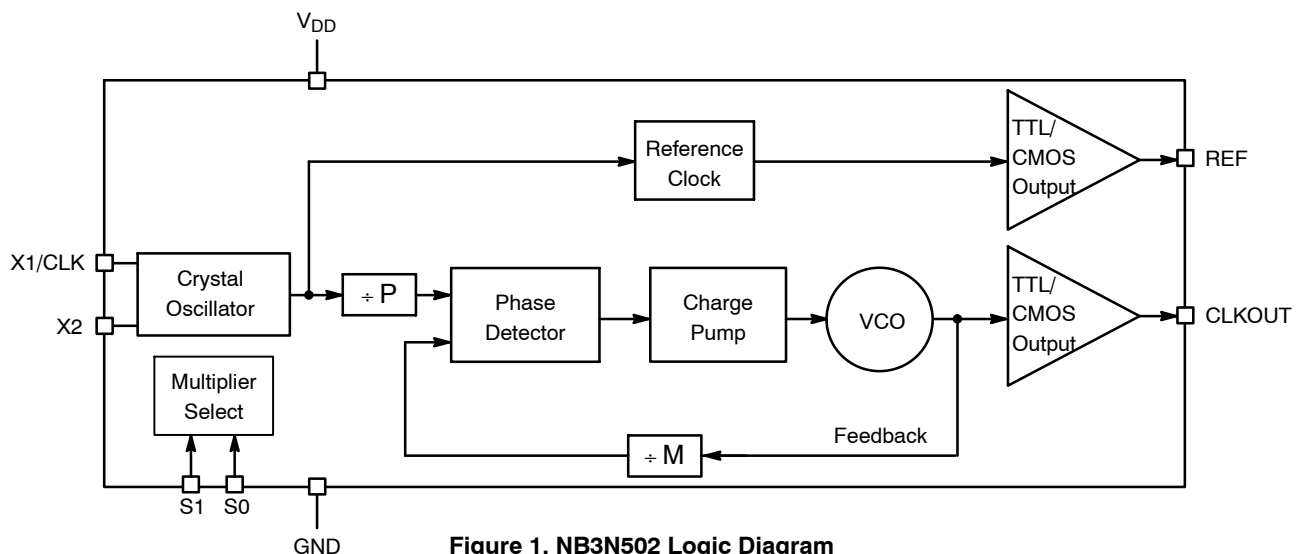 VDD
Reference
Clock
TTL/
CMOS
Output
REF
X1/CLK
X2
Crystal
Oscillator
÷ P
Phase
Detector
Charge
Pump
VCO
TTL/
CMOS
Output
CLKOUT
Multiplier
Select
Feedback
÷ M
S1 S0
GND
Figure 1. NB3N502 Logic Diagram